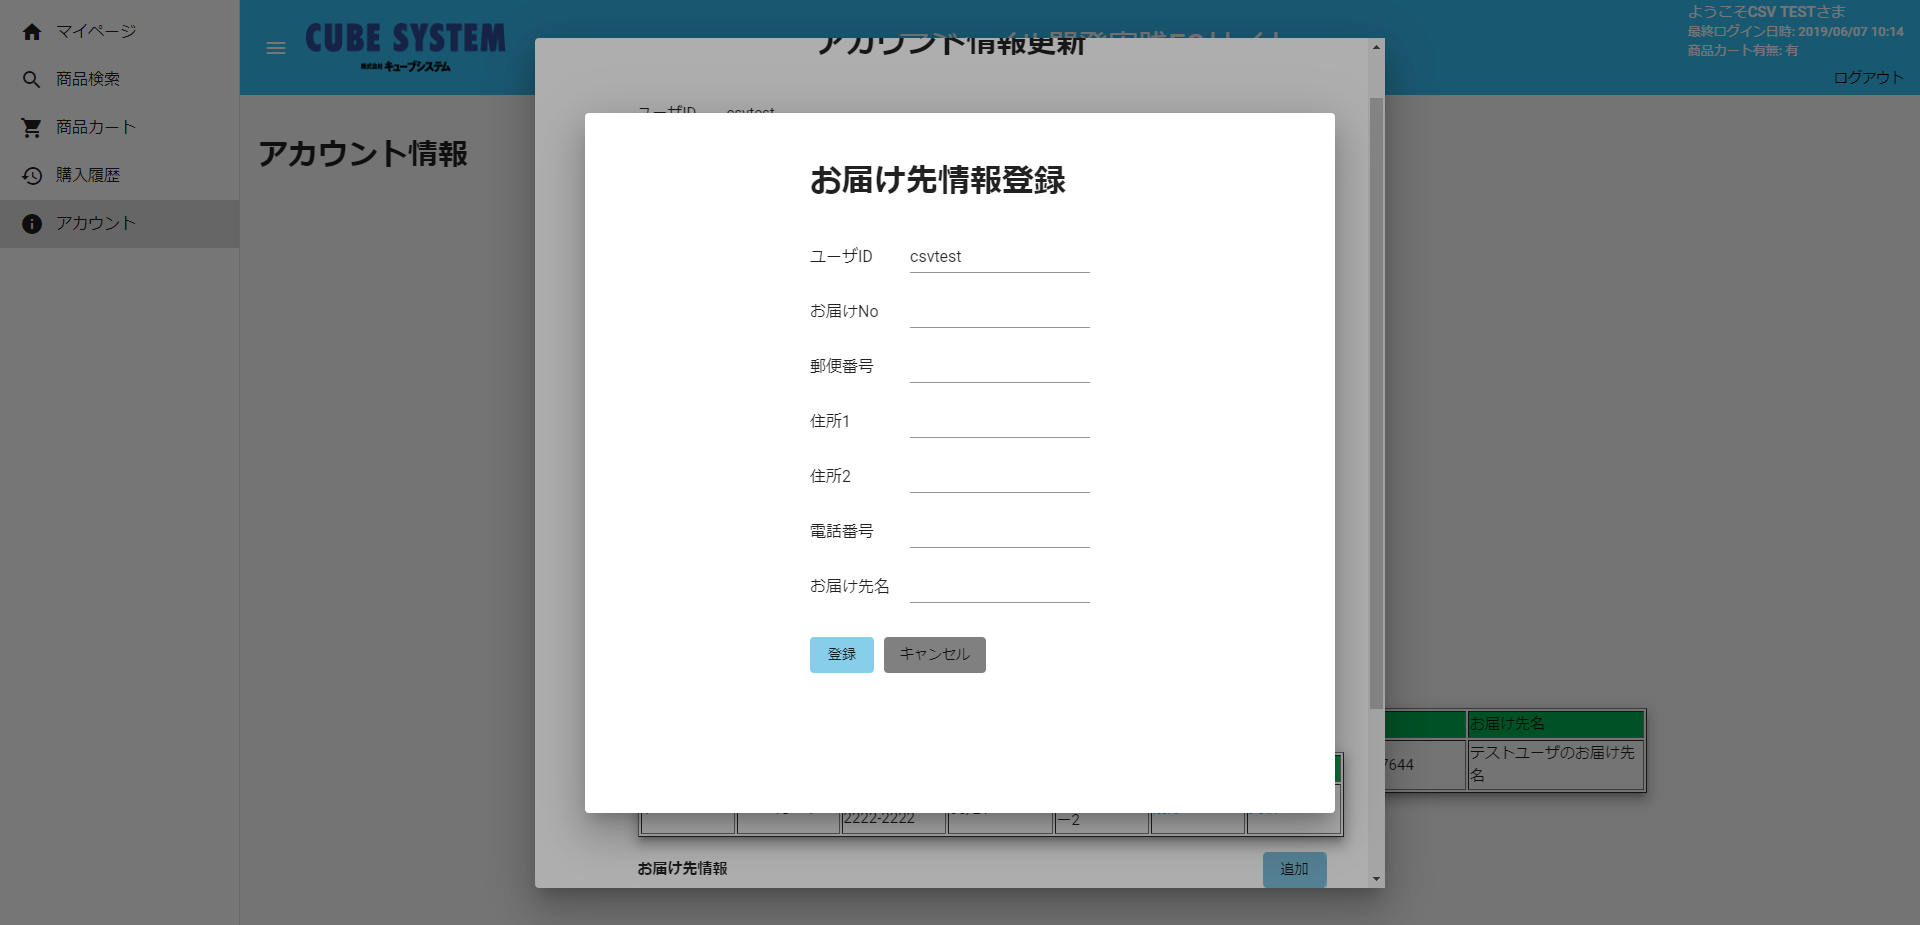 マイページ
商品検索
商品カート
購入履歴
アカウント
CUBE SYSTEM
株式会社 キューブシステム
ようこそCSV TESTさま
最終ログイン日時: 2019/06/07 10:14
商品カート有無: 有
ログアウト
アカウント情報
アカウント情報更新
ユーザID csvtest
お届け先情報登録
ユーザID csvtest
お届けNo
郵便番号
住所1
住所2
電話番号
お届け先名
登録 キャンセル
お届け先名
7644 テストユーザのお届け先
名
2222-2222 ー2
お届け先情報 追加